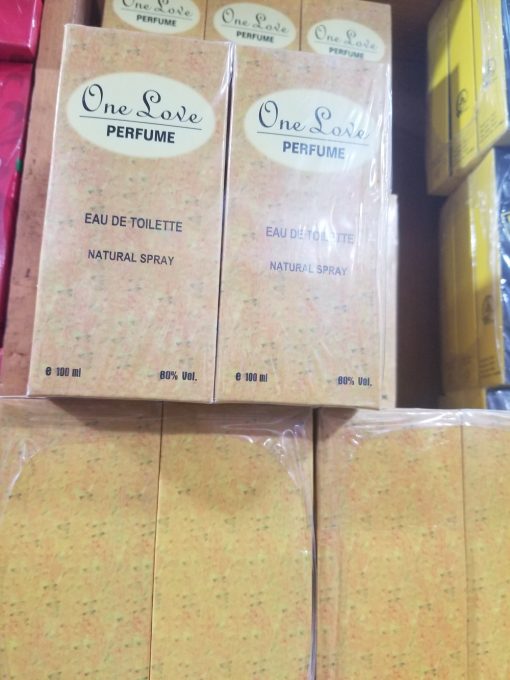 One Love
PERFUME
One Love
PERFUME
One Love
PERFUME
One Love
PERFUME
EAU DE TOILETTE
NATURAL SPRAY
e 100 ml
80% Vol.
One Love
PERFUME
EAU DE TOILETTE
NATURAL SPRAY
e 100 ml
80% Vol.